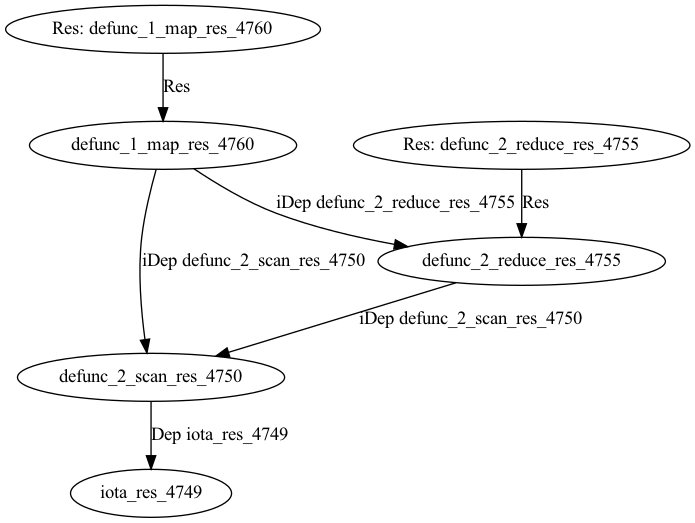 Res: defunc_1_map_res_4760
Res
defunc_1_map_res_4760
Res: defunc_2_reduce_res_4755
iDep defunc_2_reduce_res_4755
Res
iDep defunc_2_scan_res_4750
defunc_2_reduce_res_4755
iDep defunc_2_scan_res_4750
defunc_2_scan_res_4750
Dep iota_res_4749
iota_res_4749